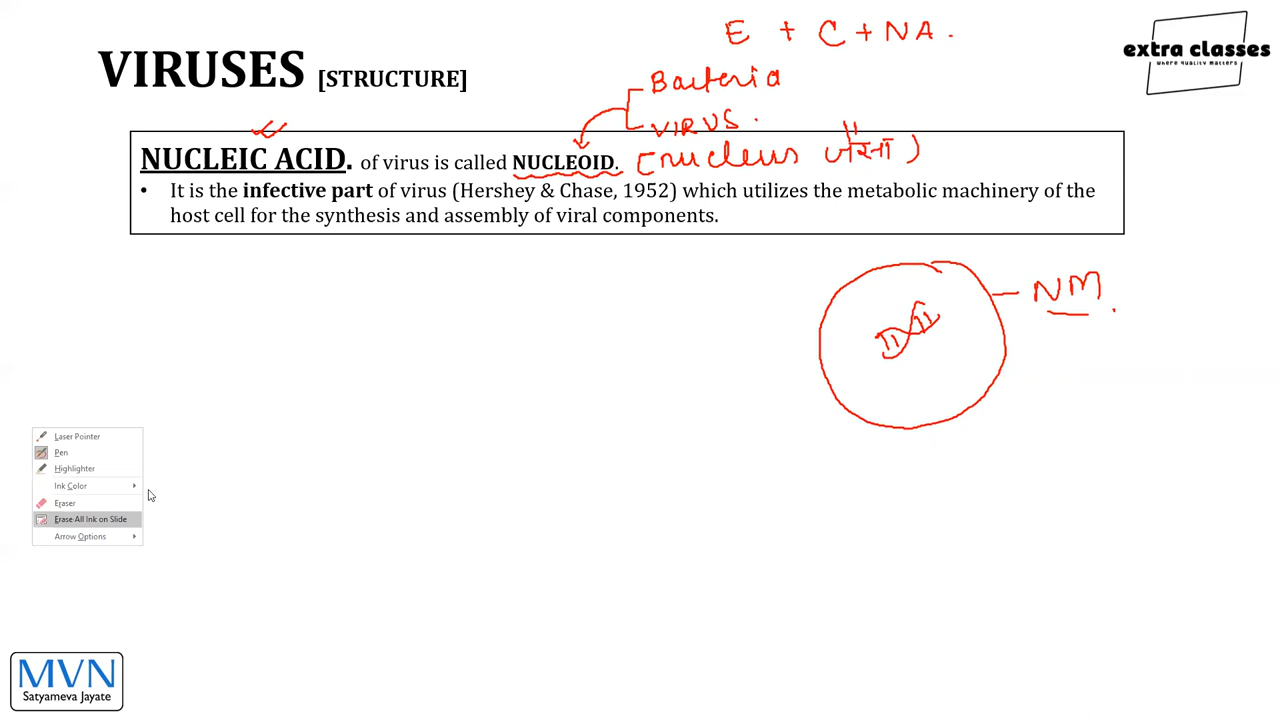 E + C + NA.
extra classes
where quality matters
VIRUSES [STRUCTURE]
Bacteria
VIRUS.
NUCLEIC ACID. of virus is called NUCLEOID. [nucleus जैसा)
• It is the infective part of virus (Hershey & Chase, 1952) which utilizes the metabolic machinery of the
host cell for the synthesis and assembly of viral components.
NM.
Laser Pointer
Pen
Highlighter
Ink Color
Eraser
Erase All Ink on Slide
Arrow Options
MVN
Satyameva Jayate